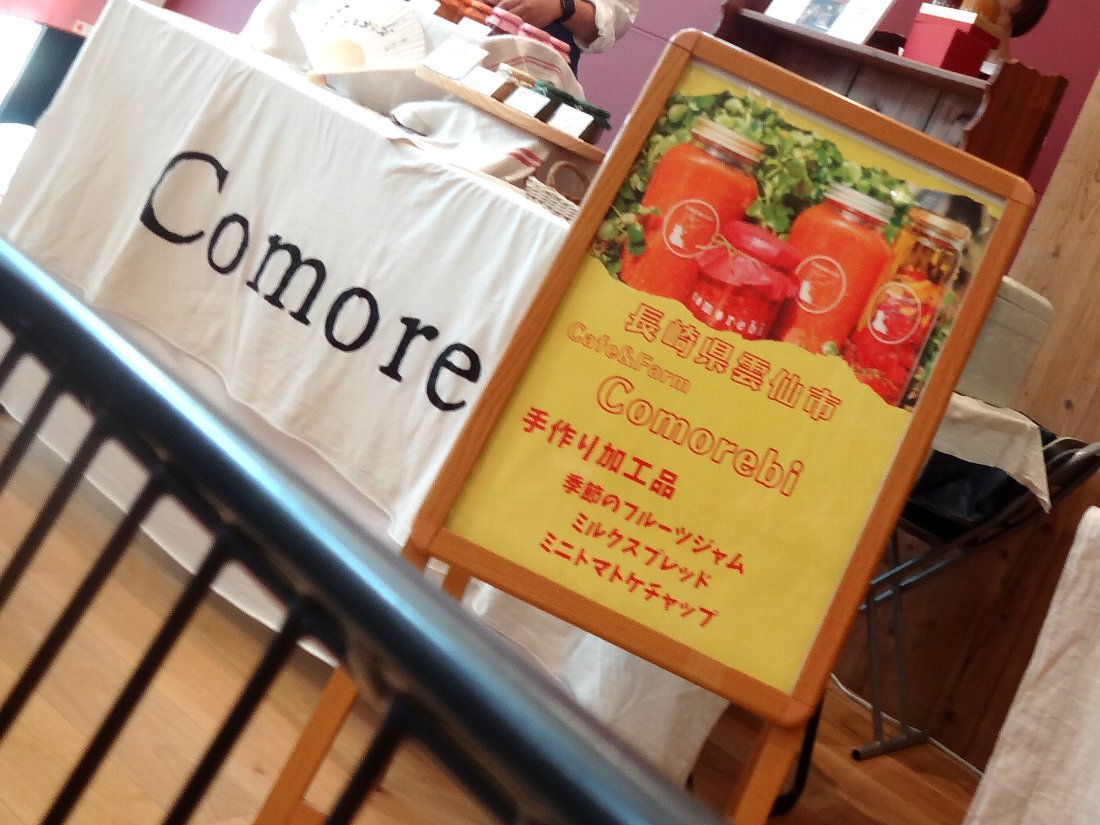 Comore
comorebi
長崎県雲仙市
Cafe&Farm
Comorebi
手作り加工品
季節のフルーツジャム
ミルクスプレッド
ミニトマトケチャップ